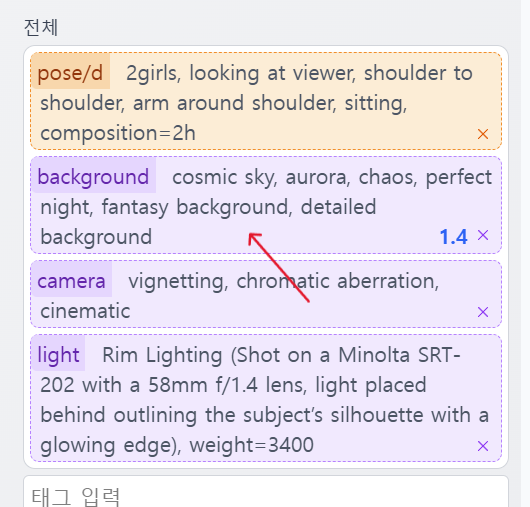 전체
pose/d 2girls, looking at viewer, shoulder to
shoulder, arm around shoulder, sitting,
composition=2h ×
background cosmic sky, aurora, chaos, perfect
night, fantasy background, detailed
background 1.4 ×
camera vignetting, chromatic aberration,
cinematic ×
light Rim Lighting (Shot on a Minolta SRT-
202 with a 58mm f/1.4 lens, light placed
behind outlining the subject’s silhouette with a
glowing edge), weight=3400 ×
태그 입력